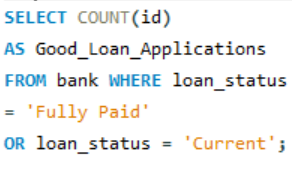 SELECT COUNT(id)
AS Good_Loan_Applications
FROM bank WHERE loan_status
= 'Fully Paid'
OR loan_status = 'Current';